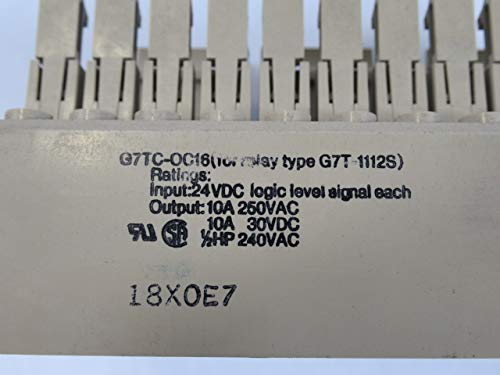 G7TC-OC16(for relay type G7T-1112S)
Ratings:
Input:24VDC logic level signal each
Output:10A 250VAC
10A 30VDC
½HP 240VAC
18X0E7